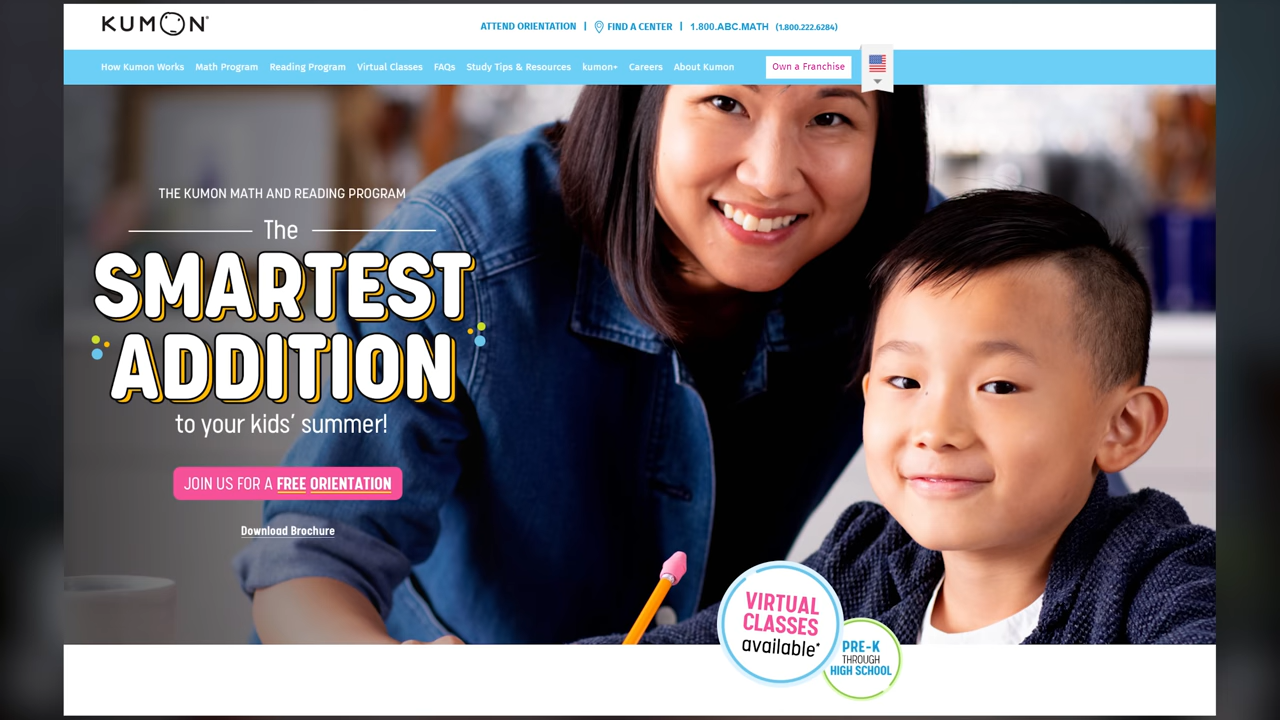 KUMON
ATTEND ORIENTATION | FIND A CENTER | 1.800.ABC.MATH (1.800.222.6284)
How Kumon Works Math Program Reading Program Virtual Classes FAQs Study Tips & Resources kumon+ Careers About Kumon Own a Franchise
THE KUMON MATH AND READING PROGRAM
The
SMARTEST
ADDITION
to your kids' summer!
JOIN US FOR A FREE ORIENTATION
Download Brochure
VIRTUAL
CLASSES
available*
PRE-K
THROUGH
HIGH SCHOOL